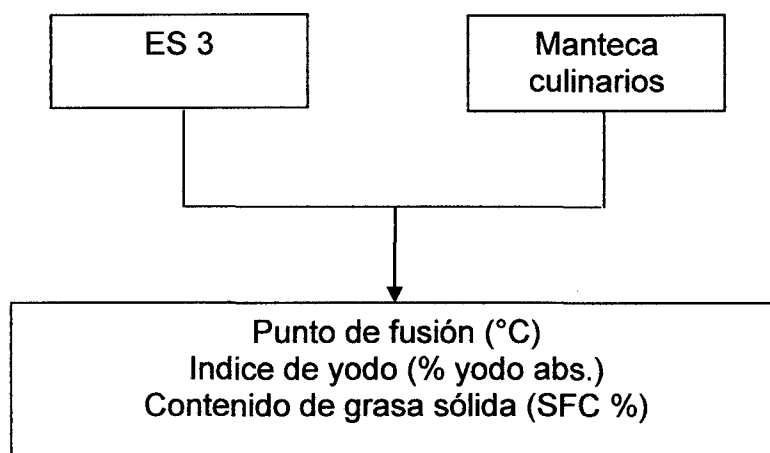 ES 3
Manteca
culinarios
Punto de fusión (°C)
Indice de yodo (% yodo abs.)
Contenido de grasa sólida (SFC %)